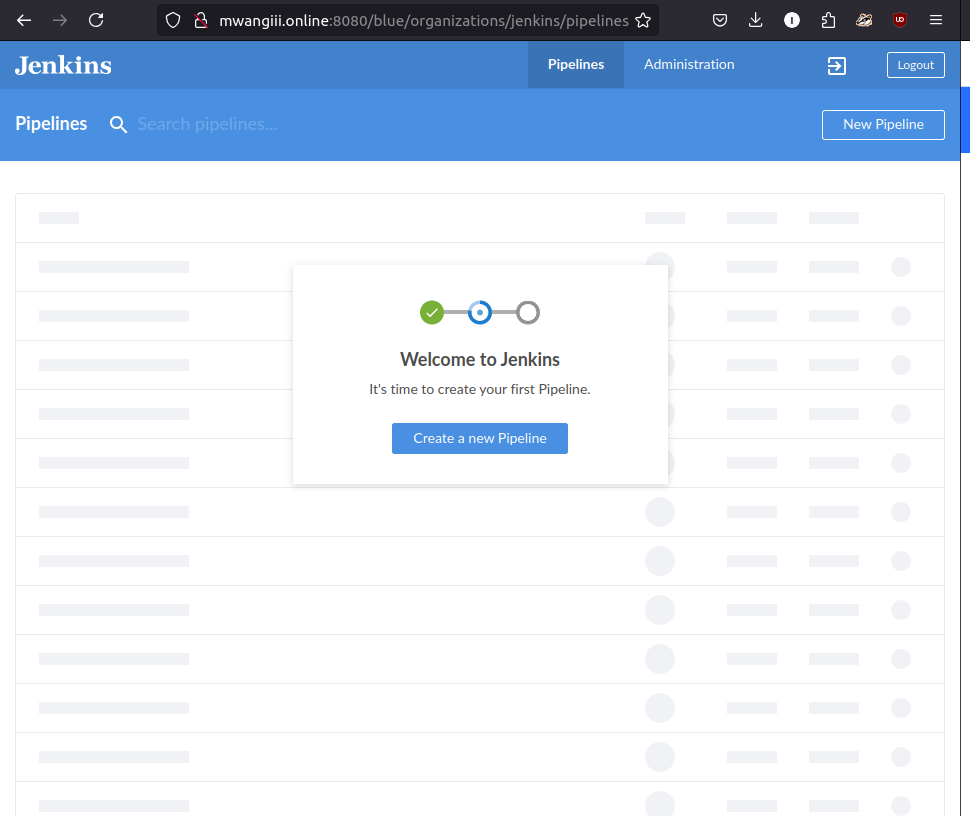 mwangiii.online:8080/blue/organizations/jenkins/pipelines
Jenkins
Pipelines
Administration
Logout
Pipelines
Search pipelines...
New Pipeline
Welcome to Jenkins
It's time to create your first Pipeline.
Create a new Pipeline